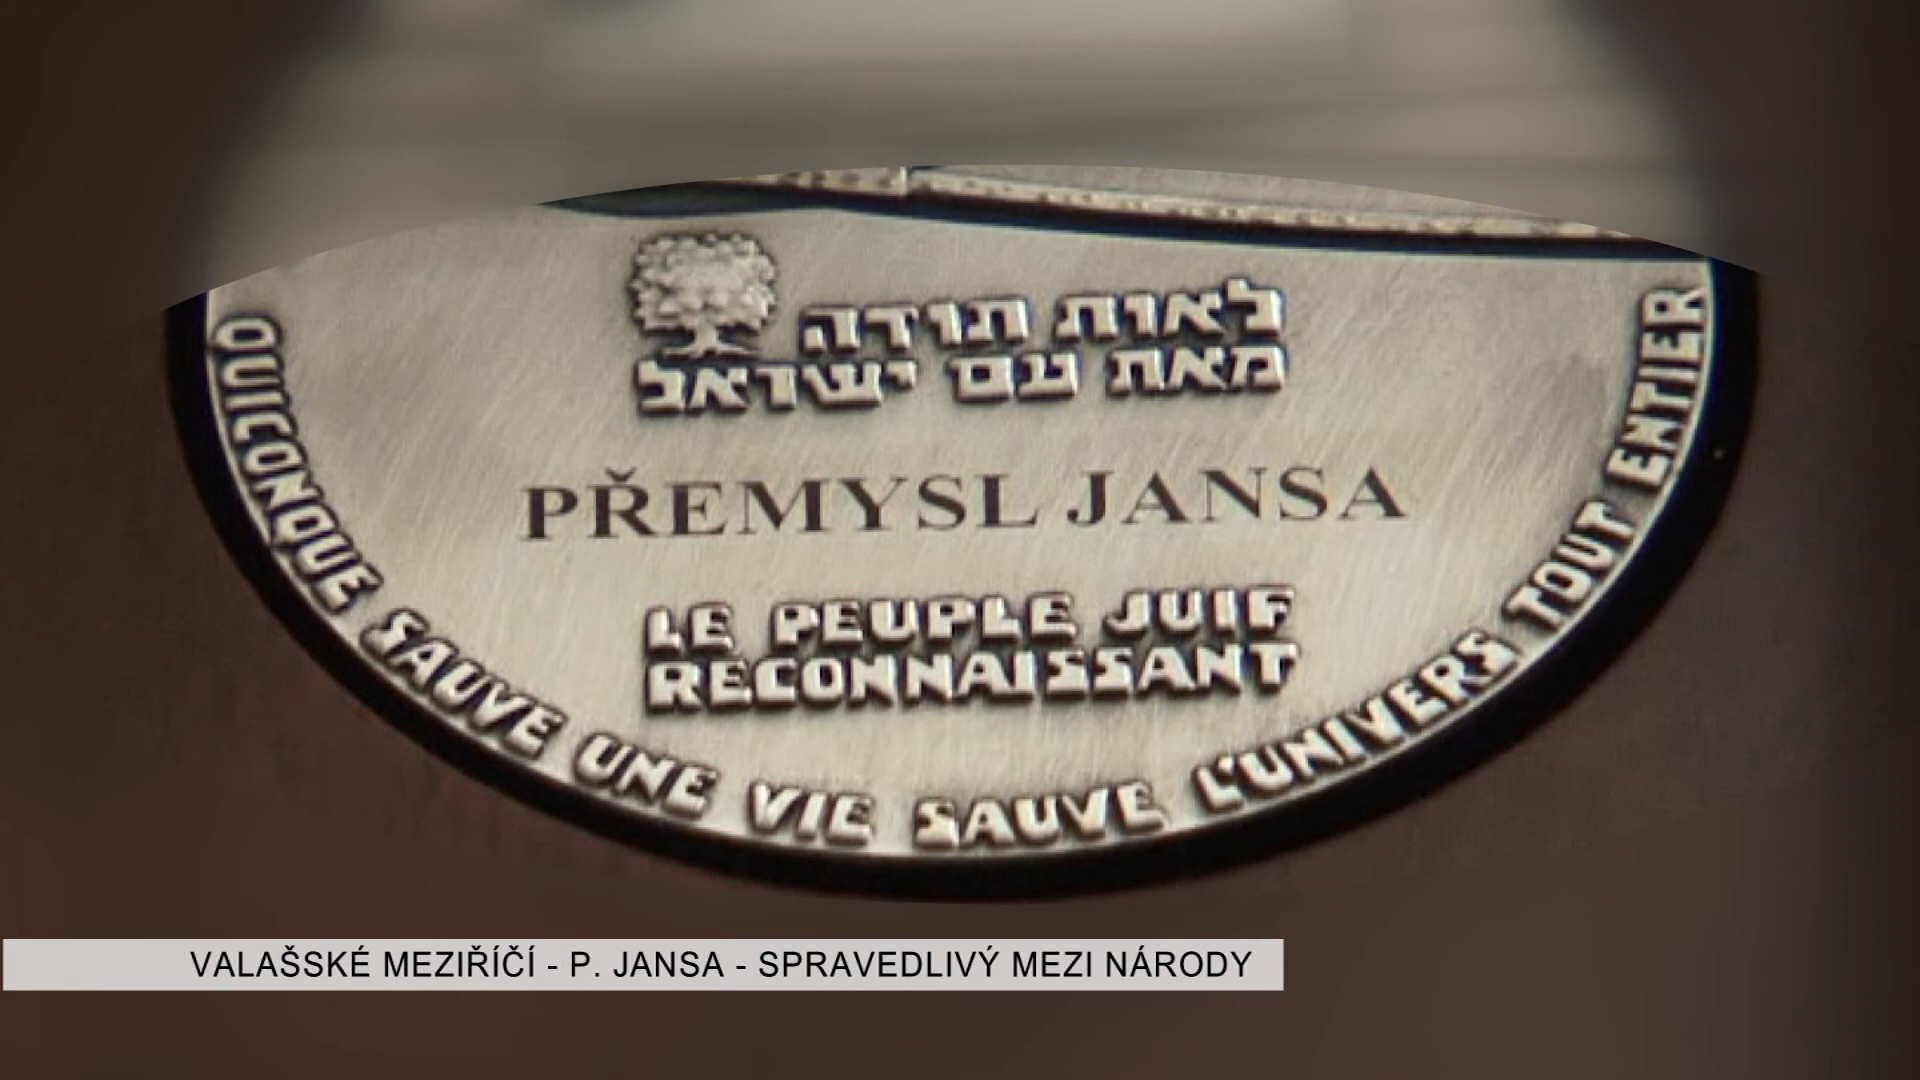 לאות תודה
מאת עם ישראל
PŘEMYSL JANSA
LE PEUPLE JUIF
RECONNAISSANT
QUICONQUE SAUVE UNE VIE SAUVE L'UNIVERS TOUT ENTIER
VALAŠSKÉ MEZIŘÍČÍ - P. JANSA - SPRAVEDLIVÝ MEZI NÁRODY